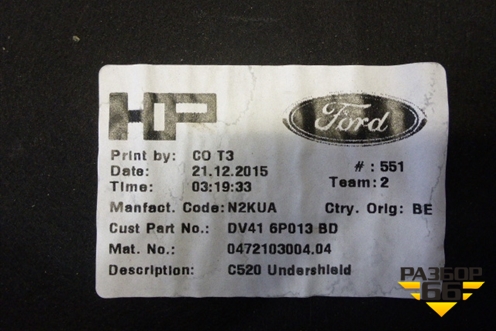 HP Ford
Print by: CO T3
Date: 21.12.2015 # : 551
Time: 03:19:33 Team: 2
Manfact. Code: N2KUA Ctry. Orig: BE
Cust Part No.: DV41 6P013 BD
Mat. No.: 0472103004.04
Description: C520 Undershield
РАЗБОР
66